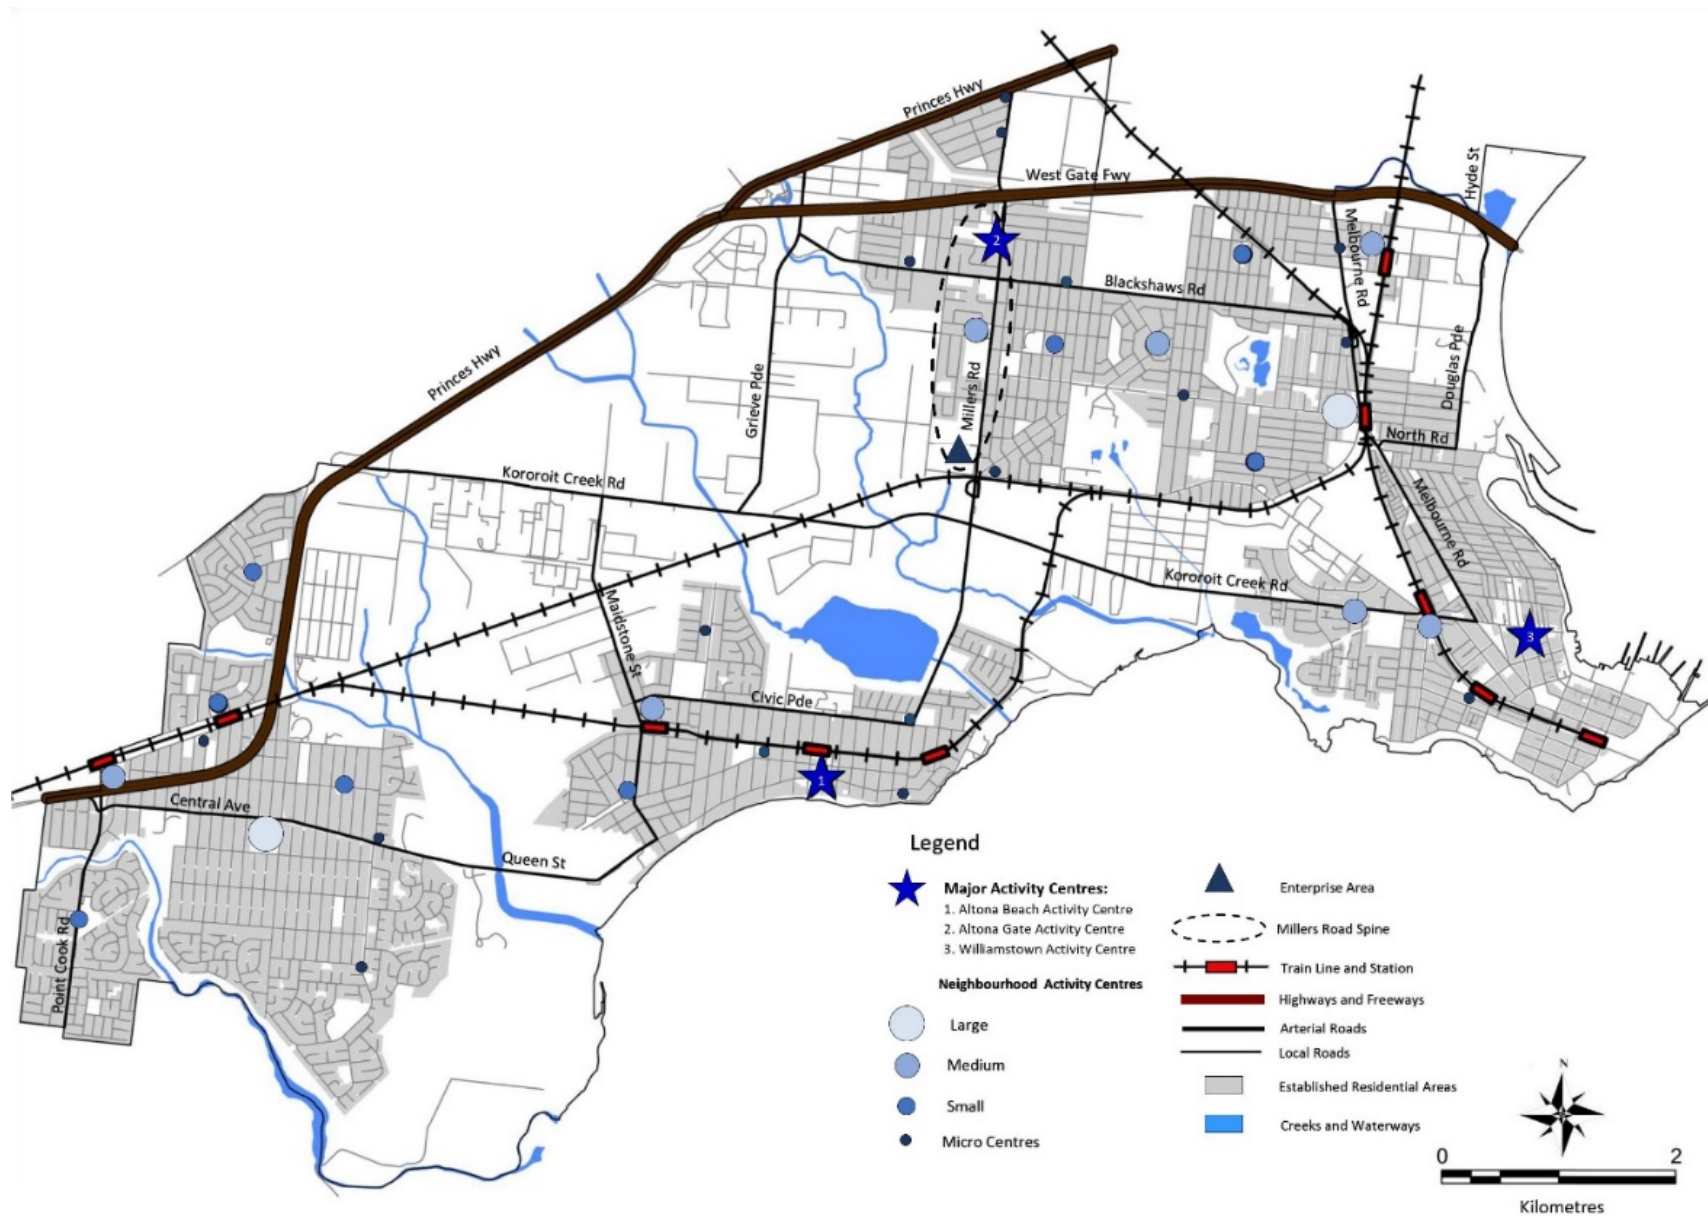 Princes Hwy
West Gate Fwy
Hyde St
Melbourne Rd
2
Blackshaws Rd
Princes Hwy
Grieve Pde
Millers Rd
Douglas Pde
North Rd
Kororoit Creek Rd
Melbourne Rd
Kororoit Creek Rd
Maidstone St
3
Civic Pde
1
Central Ave
Queen St
Point Cook Rd
Legend
Major Activity Centres:
1. Altona Beach Activity Centre
2. Altona Gate Activity Centre
3. Williamstown Activity Centre
Neighbourhood Activity Centres
Large
Medium
Small
Micro Centres
Enterprise Area
Millers Road Spine
Train Line and Station
Highways and Freeways
Arterial Roads
Local Roads
Established Residential Areas
Creeks and Waterways
N
0 2
Kilometres